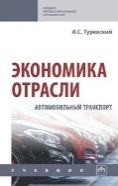 И.С. Туревский
ЭКОНОМИКА
ОТРАСЛИ
АВТОМОБИЛЬНЫЙ ТРАНСПОРТ
УЧЕБНИК